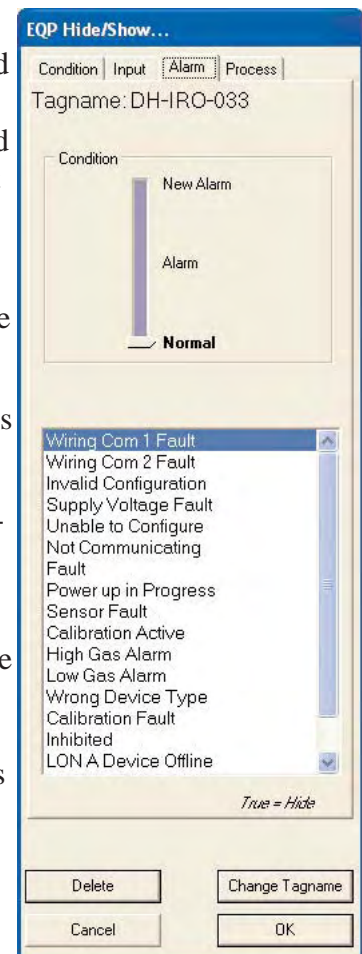 EQP Hide/Show...
Condition Input Alarm Process
Tagname: DH-IRO-033
Condition
New Alarm
Alarm
Normal
Wiring Com 1 Fault
Wiring Com 2 Fault
Invalid Configuration
Supply Voltage Fault
Unable to Configure
Not Communicating
Fault
Power up in Progress
Sensor Fault
Calibration Active
High Gas Alarm
Low Gas Alarm
Wrong Device Type
Calibration Fault
Inhibited
LON A Device Offline
True = Hide
Delete Change Tagname
Cancel OK